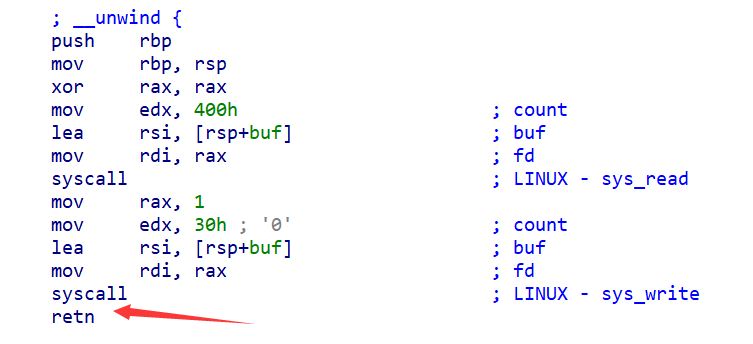 ; __unwind {
push rbp
mov rbp, rsp
xor rax, rax
mov edx, 400h ; count
lea rsi, [rsp+buf] ; buf
mov rdi, rax ; fd
syscall ; LINUX - sys_read
mov rax, 1
mov edx, 30h ; '0' ; count
lea rsi, [rsp+buf] ; buf
mov rdi, rax ; fd
syscall ; LINUX - sys_write
retn